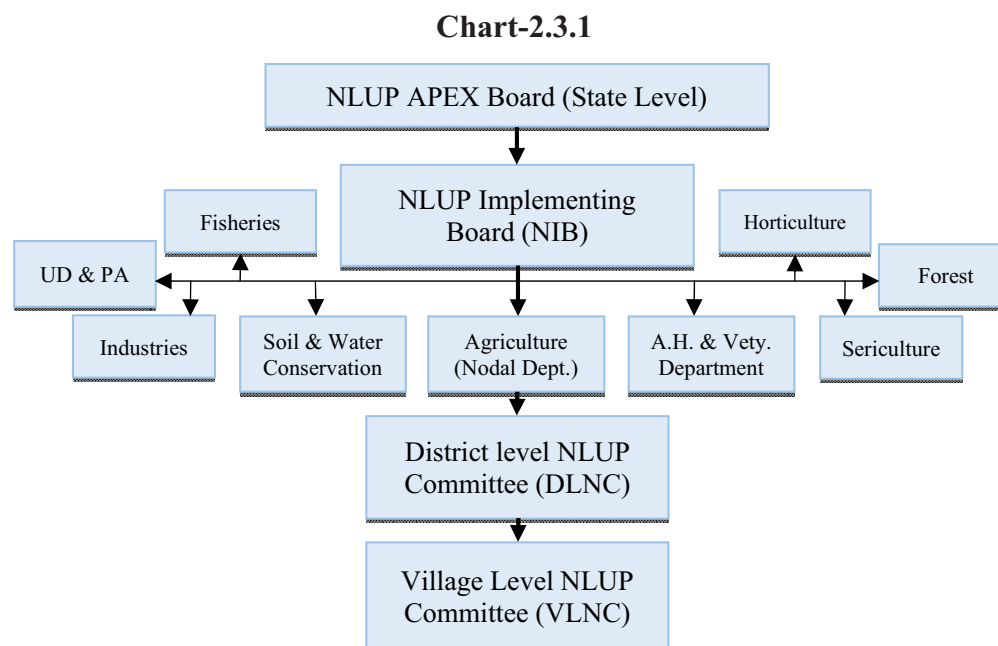 Chart-2.3.1
NLUP APEX Board (State Level)
NLUP Implementing
Board (NIB)
Fisheries
Horticulture
UD & PA
Forest
Industries
Soil & Water
Conservation
Agriculture
(Nodal Dept.)
A.H. & Vety.
Department
Sericulture
District level NLUP
Committee (DLNC)
Village Level NLUP
Committee (VLNC)